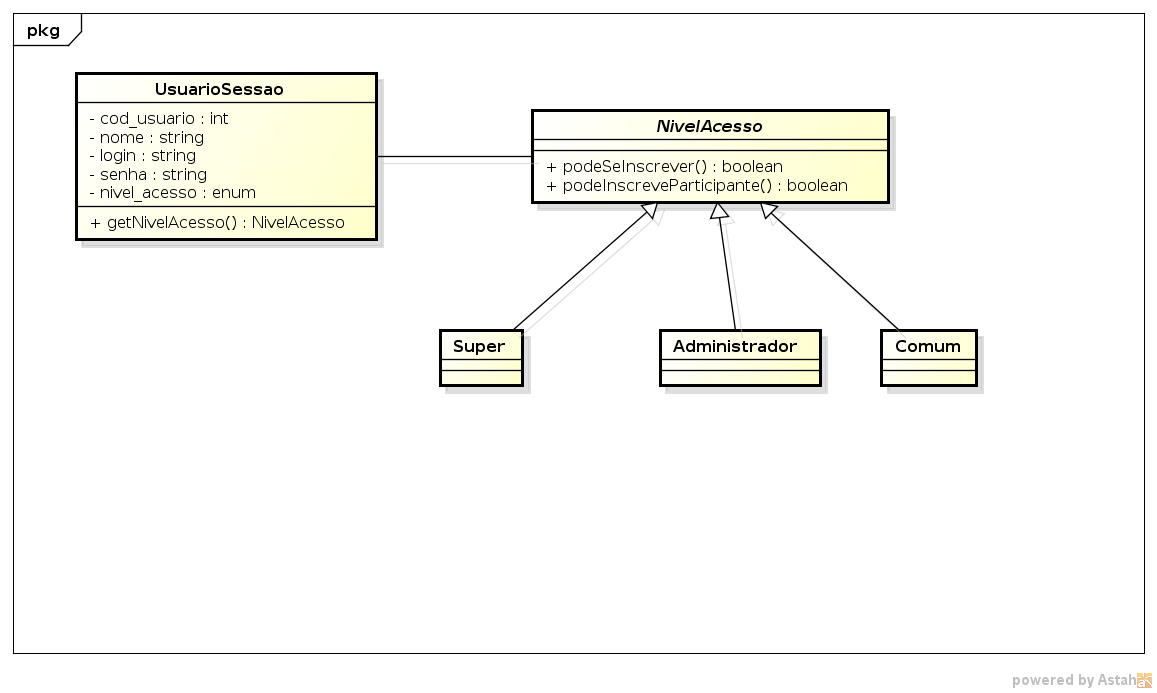 pkg
UsuarioSessao
- cod_usuario : int
- nome : string
- login : string
- senha : string
- nivel_acesso : enum
+ getNivelAcesso() : NivelAcesso
NivelAcesso
+ podeSeInscrever() : boolean
+ podeInscreveParticipante() : boolean
Super
Administrador
Comum
powered by Astah